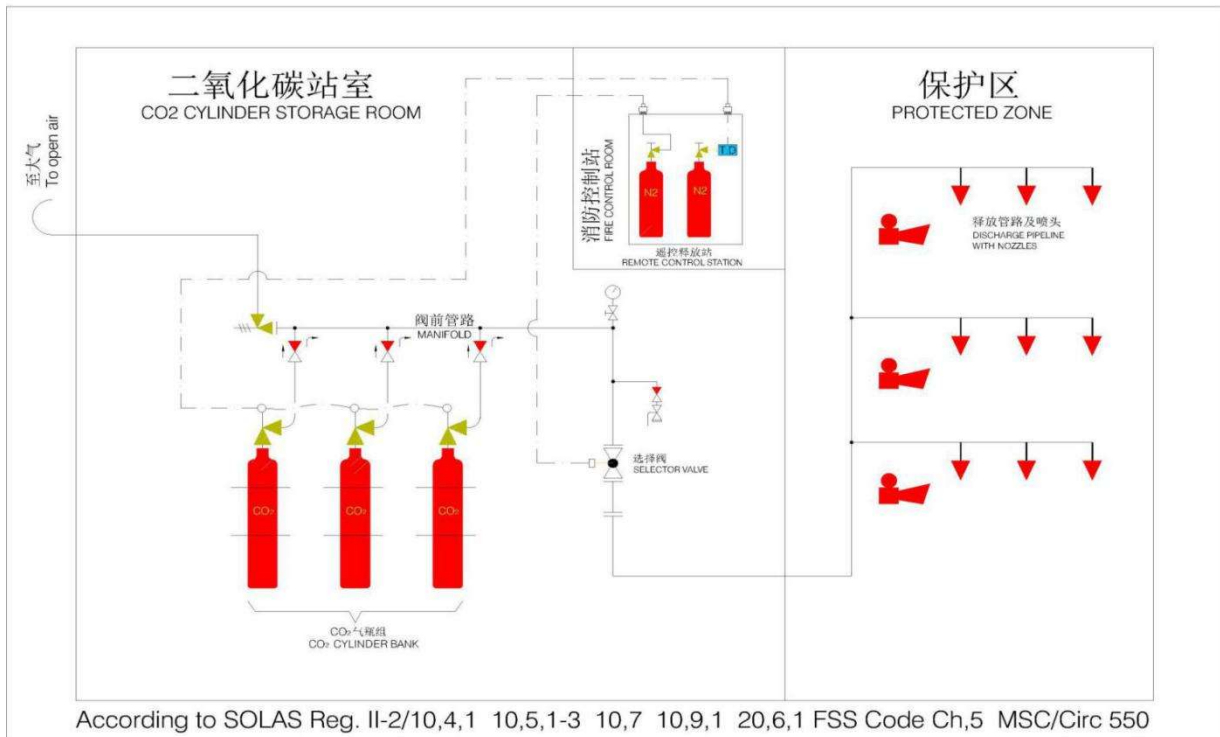 二氧化碳站室
CO2 CYLINDER STORAGE ROOM
至大气
To open air
消防控制站
FIRE CONTROL ROOM
N2
N2
T.D
遥控释放站
REMOTE CONTROL STATION
保护区
PROTECTED ZONE
释放管路及喷头
DISCHARGE PIPELINE
WITH NOZZLES
阀前管路
MANIFOLD
选择阀
SELECTOR VALVE
CO₂
CO₂
CO₂
CO₂气瓶组
CO₂ CYLINDER BANK
According to SOLAS Reg. II-2/10,4,1 10,5,1-3 10,7 10,9,1 20,6,1 FSS Code Ch,5 MSC/Circ 550